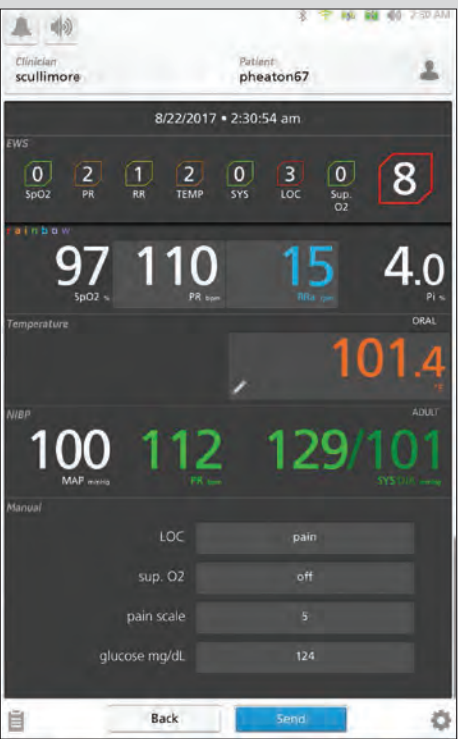 2:30 AM
Clinician Patient
scullimore pheaton67
8/22/2017 • 2:30:54 am
EWS
0 2 1 2 0 3 0 8
SpO2 PR RR TEMP SYS LOC Sup. O2
rainbow
97 110 15 4.0
SpO2 % PR bpm RRa rpm Pi %
Temperature ORAL
101.4
°F
NIBP ADULT
100 112 129/101
MAP mmHg PR bpm SYS/DIA mmHg
Manual
LOC pain
sup. O2 off
pain scale 5
glucose mg/dL 124
Back Send